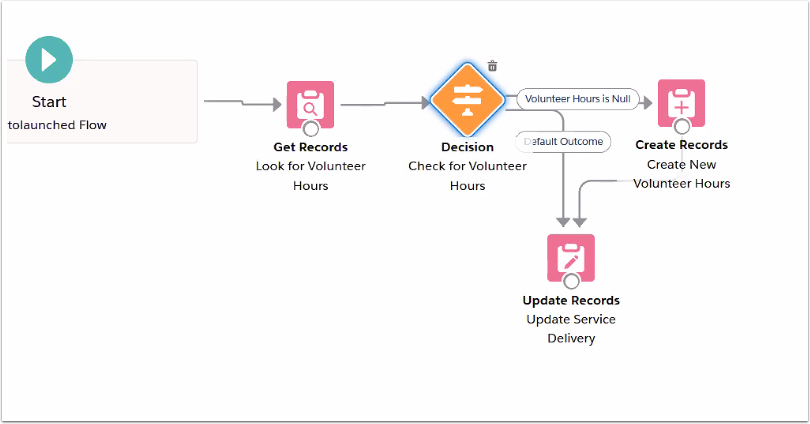 Start
tolaunched Flow
Get Records
Look for Volunteer
Hours
Decision
Check for Volunteer
Hours
Volunteer Hours is Null
Default Outcome
Create Records
Create New
Volunteer Hours
Update Records
Update Service
Delivery